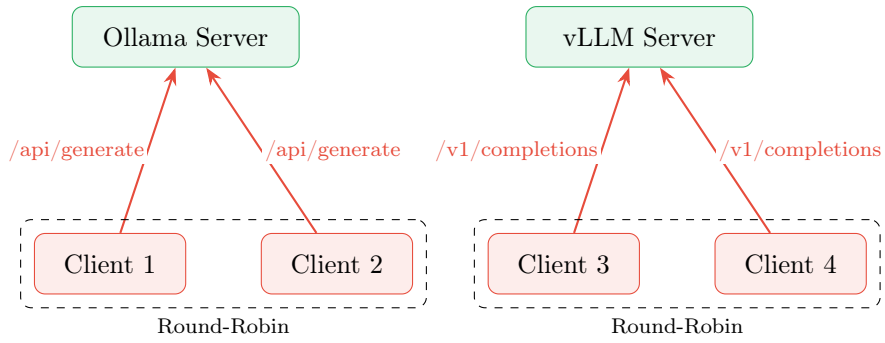 Ollama Server
vLLM Server
/api/generate
/api/generate
/v1/completions
/v1/completions
Client 1
Client 2
Client 3
Client 4
Round-Robin
Round-Robin